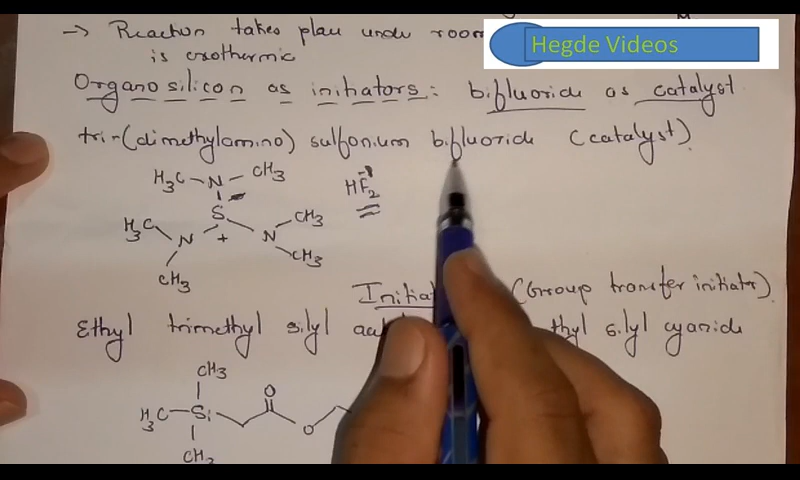 → Reaction takes place under room
is exothermic
Hegde Videos
Organosilicon as initiators: bifluoride as catalyst
tri-(dimethylamino) sulfonium bifluoride (catalyst).
H3C-N-CH3
HF2-1
S
H3C
N
+
N
CH3
CH3
CH3
(Group transfer initiator).
Ethyl trimethyl silyl silyl cyanide
CH3
O
H3C-Si
O
CH3